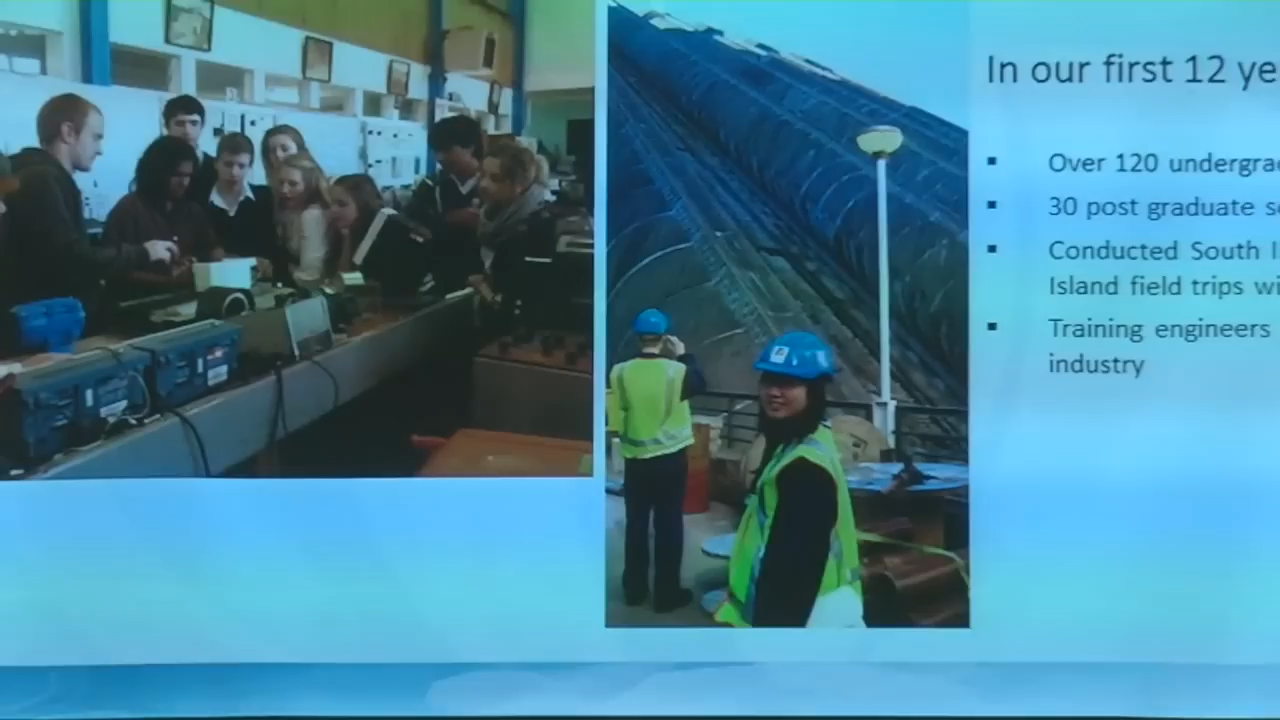 In our first 12 ye
Over 120 undergra
30 post graduate s
Conducted South I
Island field trips wi
Training engineers
industry